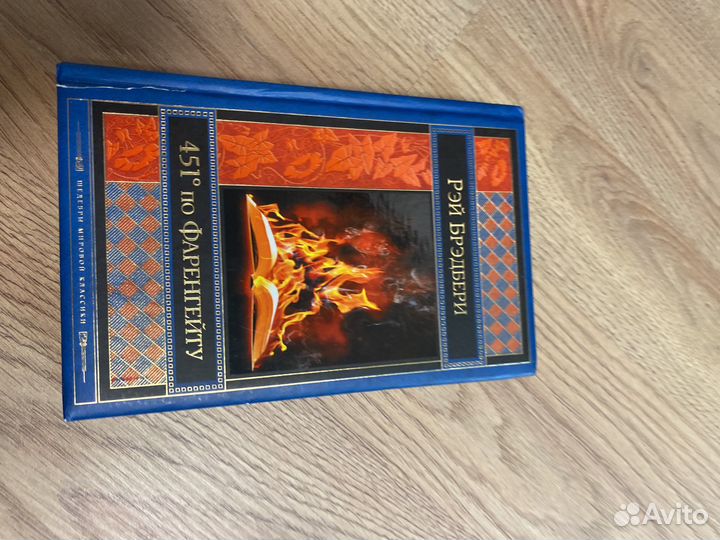 Рэй Брэдбери
451° по Фаренгейту
ШЕДЕВРЫ МИРОВОЙ КЛАССИКИ
Avito